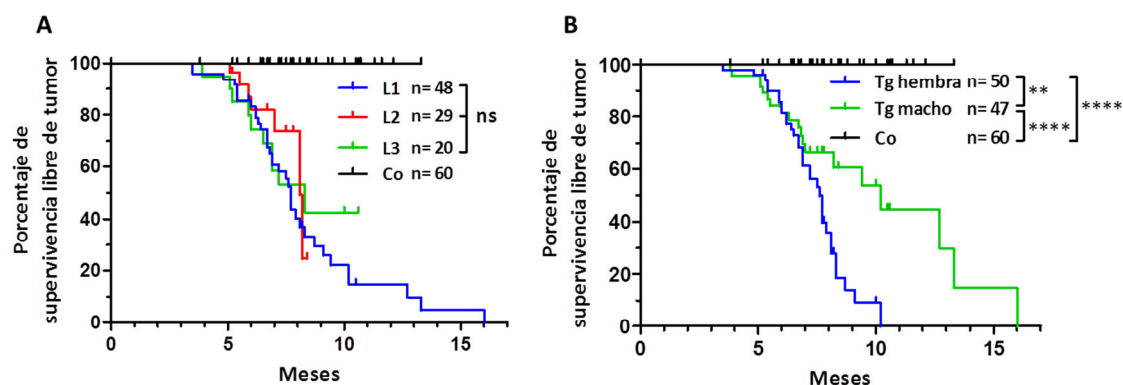 A
Porcentaje de
supervivencia libre de tumor
100
80
60
40
20
0
0
5
10
15
Meses
L1 n= 48
L2 n= 29
L3 n= 20
Co n= 60
ns
B
Porcentaje de
supervivencia libre de tumor
100
80
60
40
20
0
0
5
10
15
Meses
Tg hembra n= 50
Tg macho n= 47
Co n= 60
**
****
****